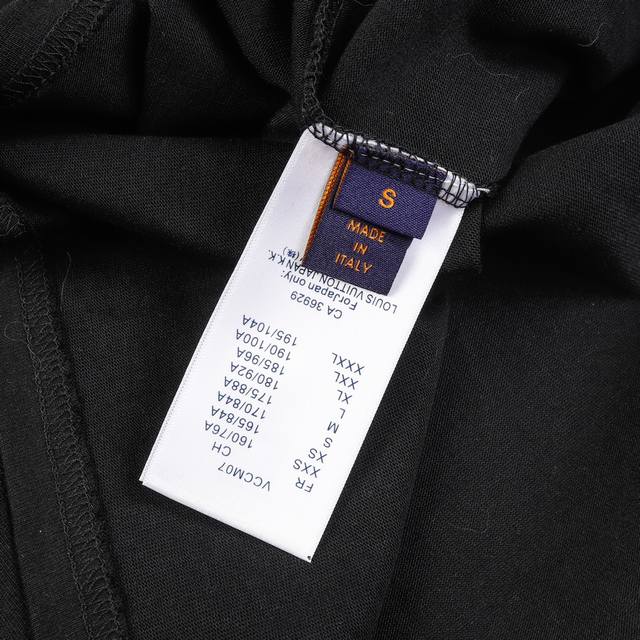 S
MADE
IN
ITALY
VCCM07
FR CH
XXS 160/76A
XS 165/84A
S 170/84A
M 175/88A
L 180/92A
XL 185/96A
XXL 190/100A
XXXL 195/104A
CA 36929
For Japan only:
LOUIS VUITTON JAPAN K.K.